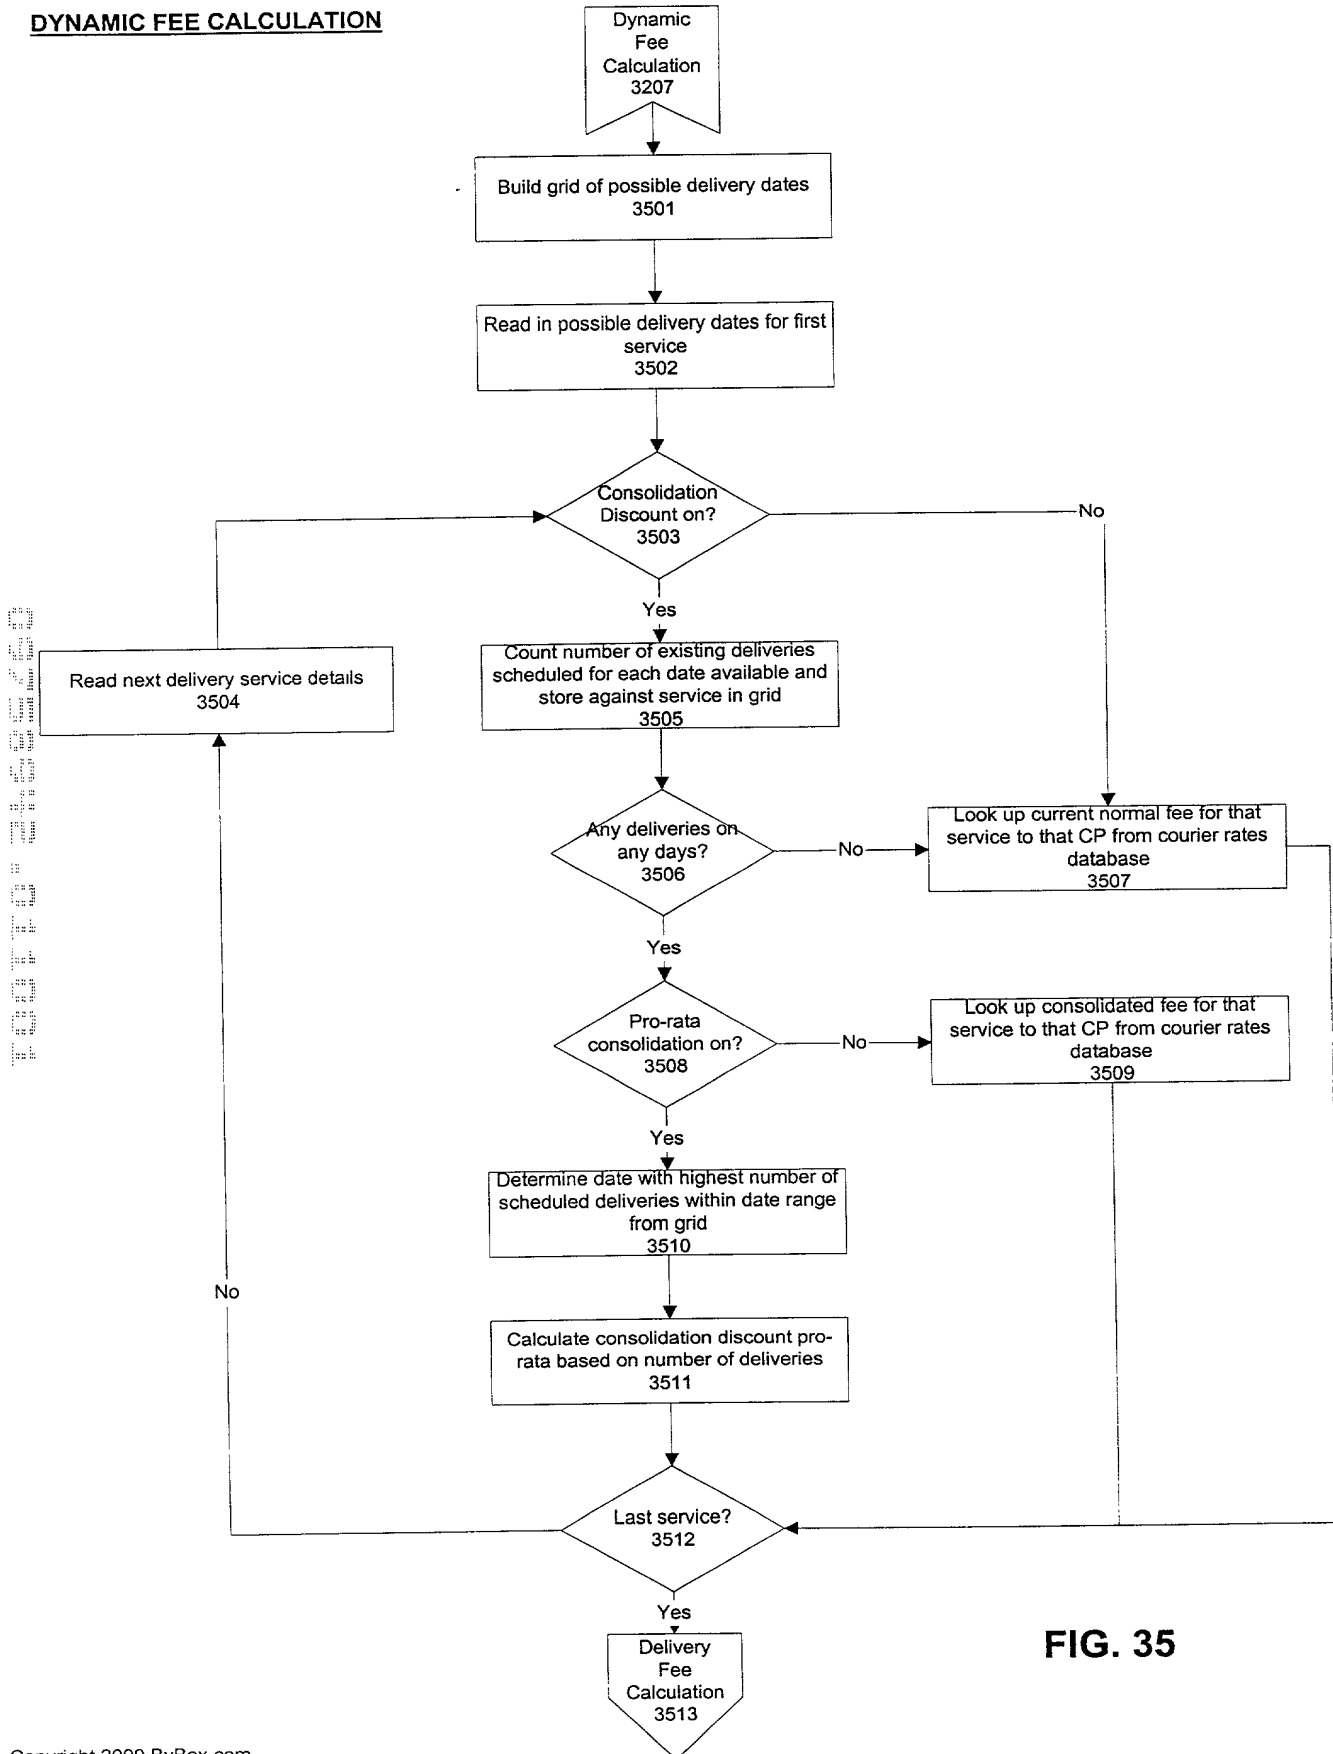 DYNAMIC FEE CALCULATION
Dynamic
Fee
Calculation
3207
Build grid of possible delivery dates
3501
Read in possible delivery dates for first
service
3502
Consolidation
Discount on?
3503
No
Yes
Read next delivery service details
3504
Count number of existing deliveries
scheduled for each date available and
store against service in grid
3505
Any deliveries on
any days?
3506
No
Look up current normal fee for that
service to that CP from courier rates
database
3507
Yes
Pro-rata
consolidation on?
3508
No
Look up consolidated fee for that
service to that CP from courier rates
database
3509
Yes
Determine date with highest number of
scheduled deliveries within date range
from grid
3510
No
Calculate consolidation discount pro-
rata based on number of deliveries
3511
Last service?
3512
Yes
Delivery
Fee
Calculation
3513
FIG. 35